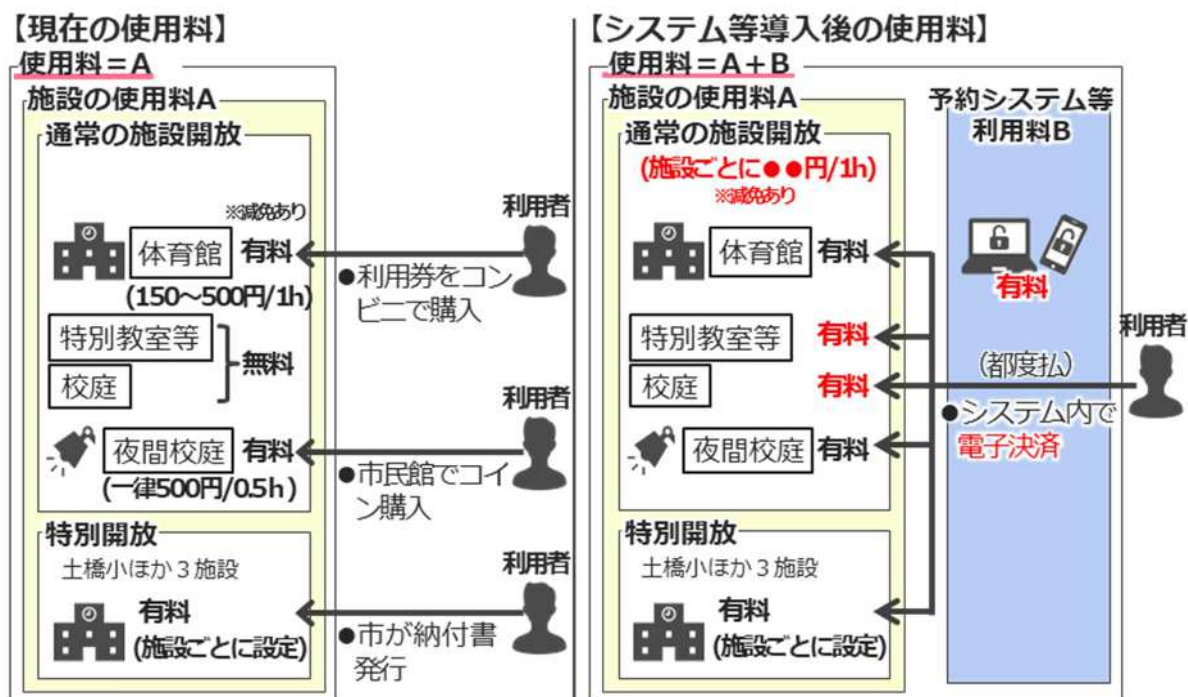 【現在の使用料】
使用料＝A
施設の使用料A
通常の施設開放
※減免あり
体育館
有料
(150～500円/1h)
利用者
●利用券をコン
ビニで購入
特別教室等
校庭
無料
夜間校庭
有料
(一律500円/0.5h)
利用者
●市民館でコイ
ン購入
特別開放
土橋小ほか３施設
有料
(施設ごとに設定)
利用者
●市が納付書
発行
【システム等導入後の使用料】
使用料＝A＋B
施設の使用料A
通常の施設開放
(施設ごとに●●円/1h)
※減免あり
体育館
有料
特別教室等
有料
校庭
有料
夜間校庭
有料
特別開放
土橋小ほか３施設
有料
(施設ごとに設定)
予約システム等
利用料B
有料
利用者
（都度払）
●システム内で
電子決済